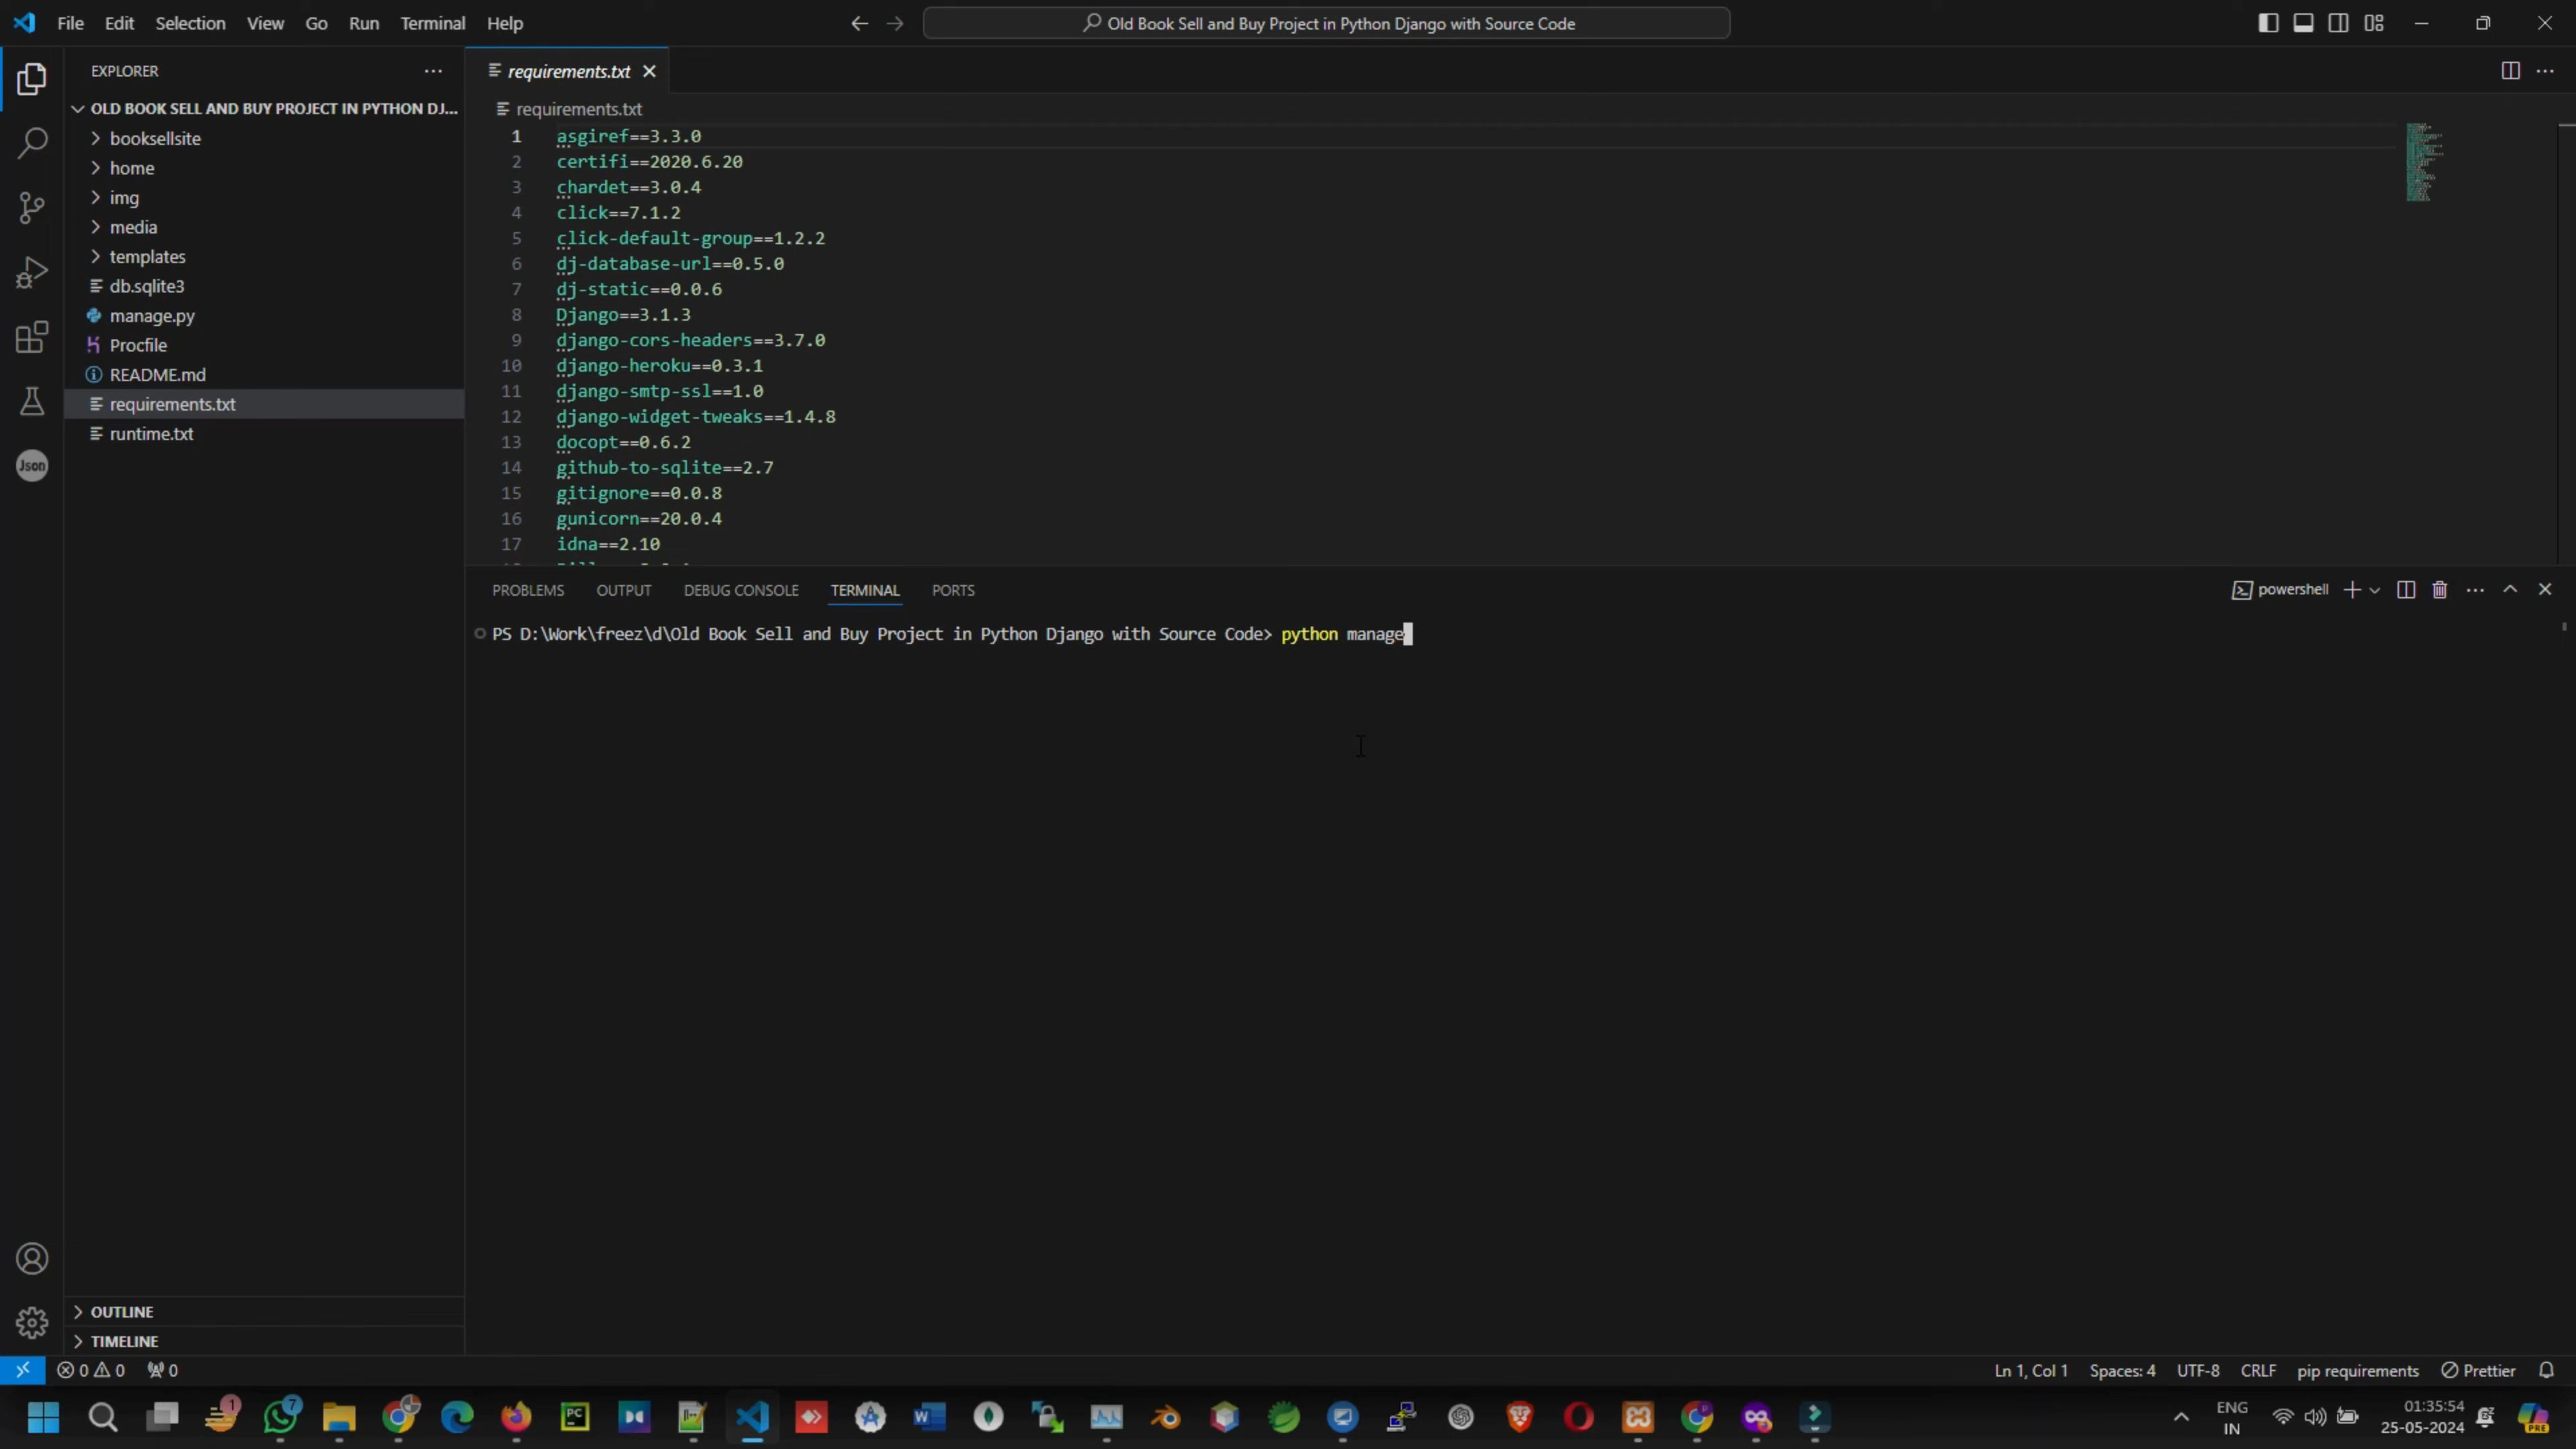 File Edit Selection View Go Run Terminal Help
Old Book Sell and Buy Project in Python Django with Source Code
EXPLORER
OLD BOOK SELL AND BUY PROJECT IN PYTHON DJ...
booksellsite
home
img
media
templates
db.sqlite3
manage.py
Procfile
README.md
requirements.txt
runtime.txt
Json
OUTLINE
TIMELINE
requirements.txt
requirements.txt
1 asgiref==3.3.0
2 certifi==2020.6.20
3 chardet==3.0.4
4 click==7.1.2
5 click-default-group==1.2.2
6 dj-database-url==0.5.0
7 dj-static==0.0.6
8 Django==3.1.3
9 django-cors-headers==3.7.0
10 django-heroku==0.3.1
11 django-smtp-ssl==1.0
12 django-widget-tweaks==1.4.8
13 docopt==0.6.2
14 github-to-sqlite==2.7
15 gitignore==0.0.8
16 gunicorn==20.0.4
17 idna==2.10
PROBLEMS OUTPUT DEBUG CONSOLE TERMINAL PORTS
powershell
PS D:\Work\freez\d\Old Book Sell and Buy Project in Python Django with Source Code> python manage
0 0 0
Ln 1, Col 1 Spaces: 4 UTF-8 CRLF pip requirements Prettier
1 7 PC W
ENG
IN
01:35:54
25-05-2024
PRE